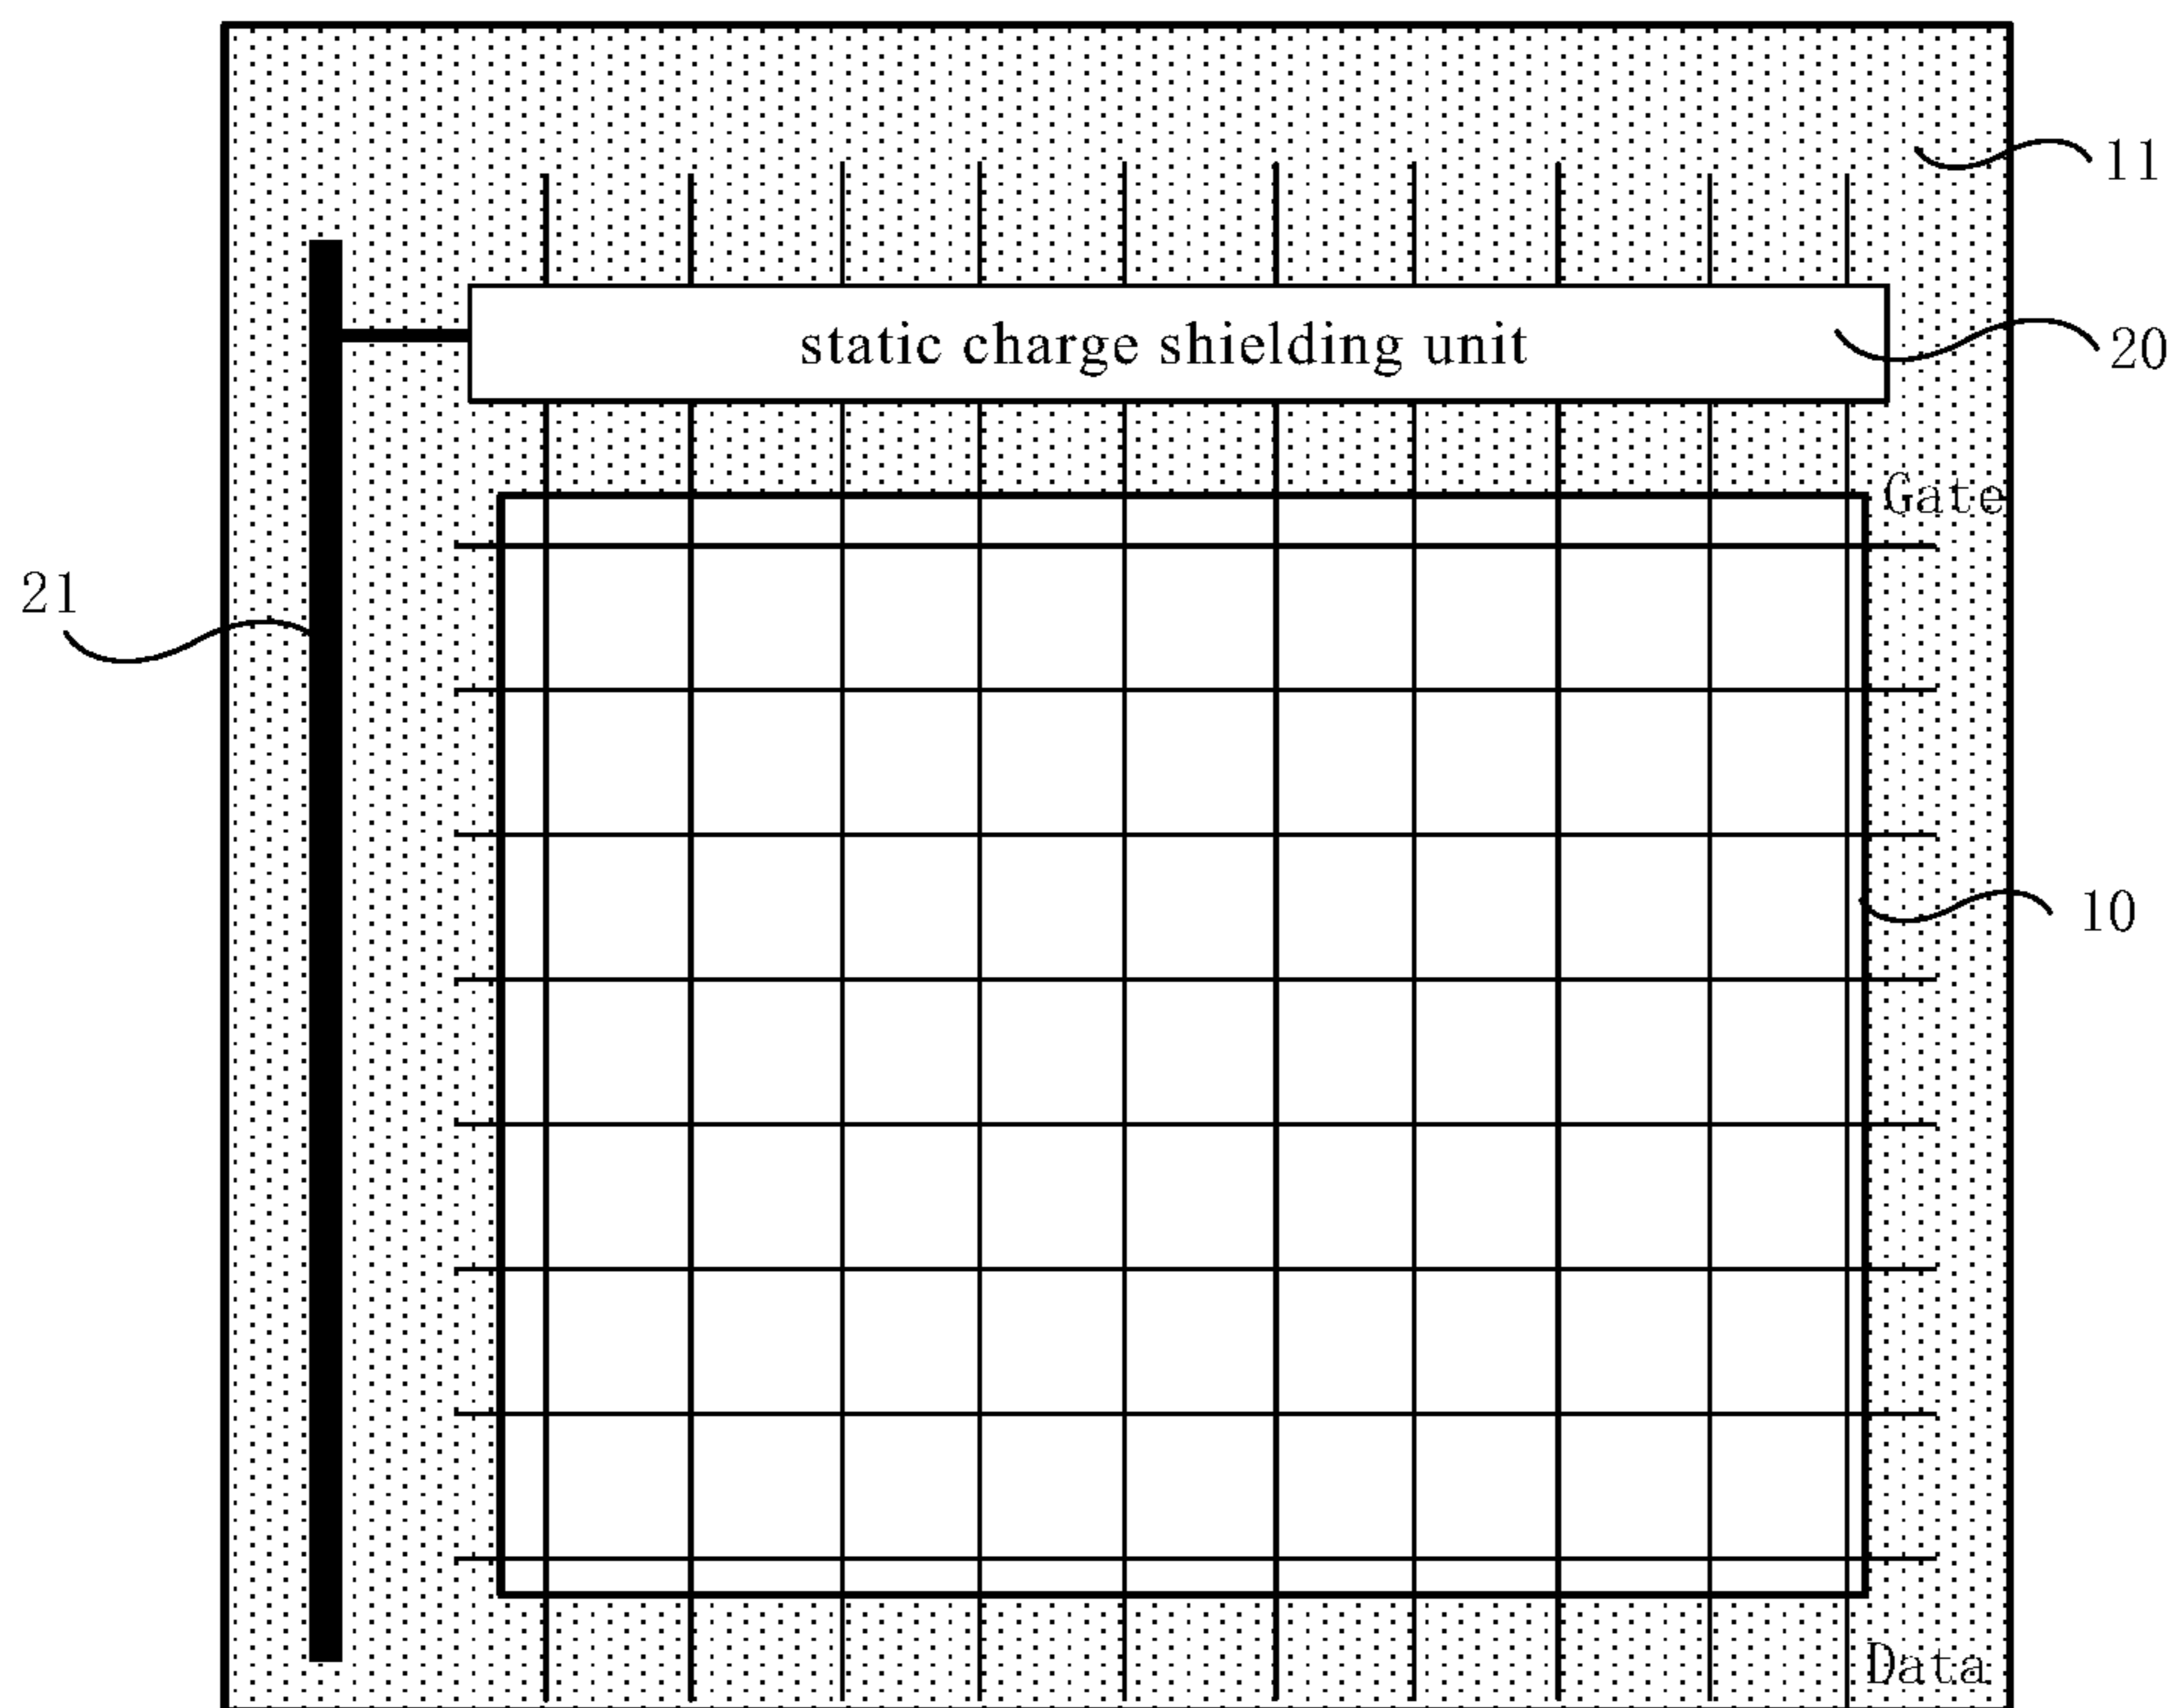 11
static charge shielding unit
20
Gate
21
10
Data